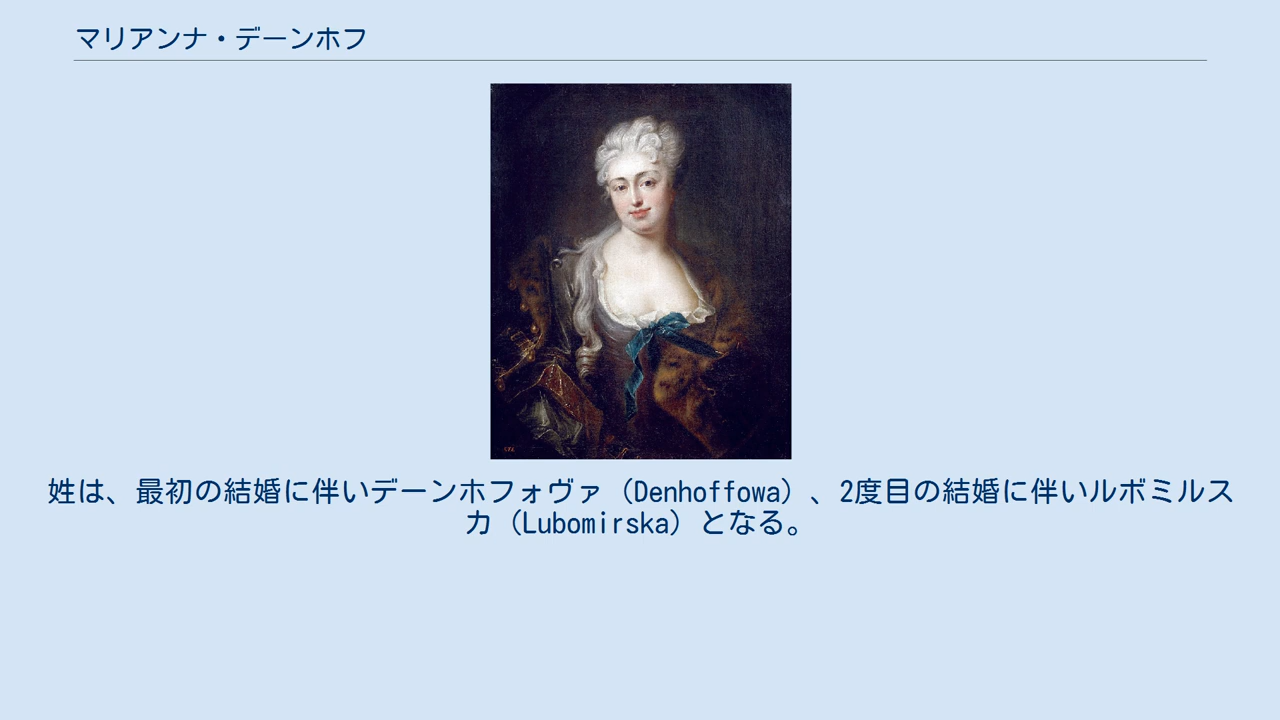 マリアンナ・デーンホフ
姓は、最初の結婚に伴いデーンホフォヴァ（Denhoffowa）、2度目の結婚に伴いルボミルス
カ（Lubomirska）となる。